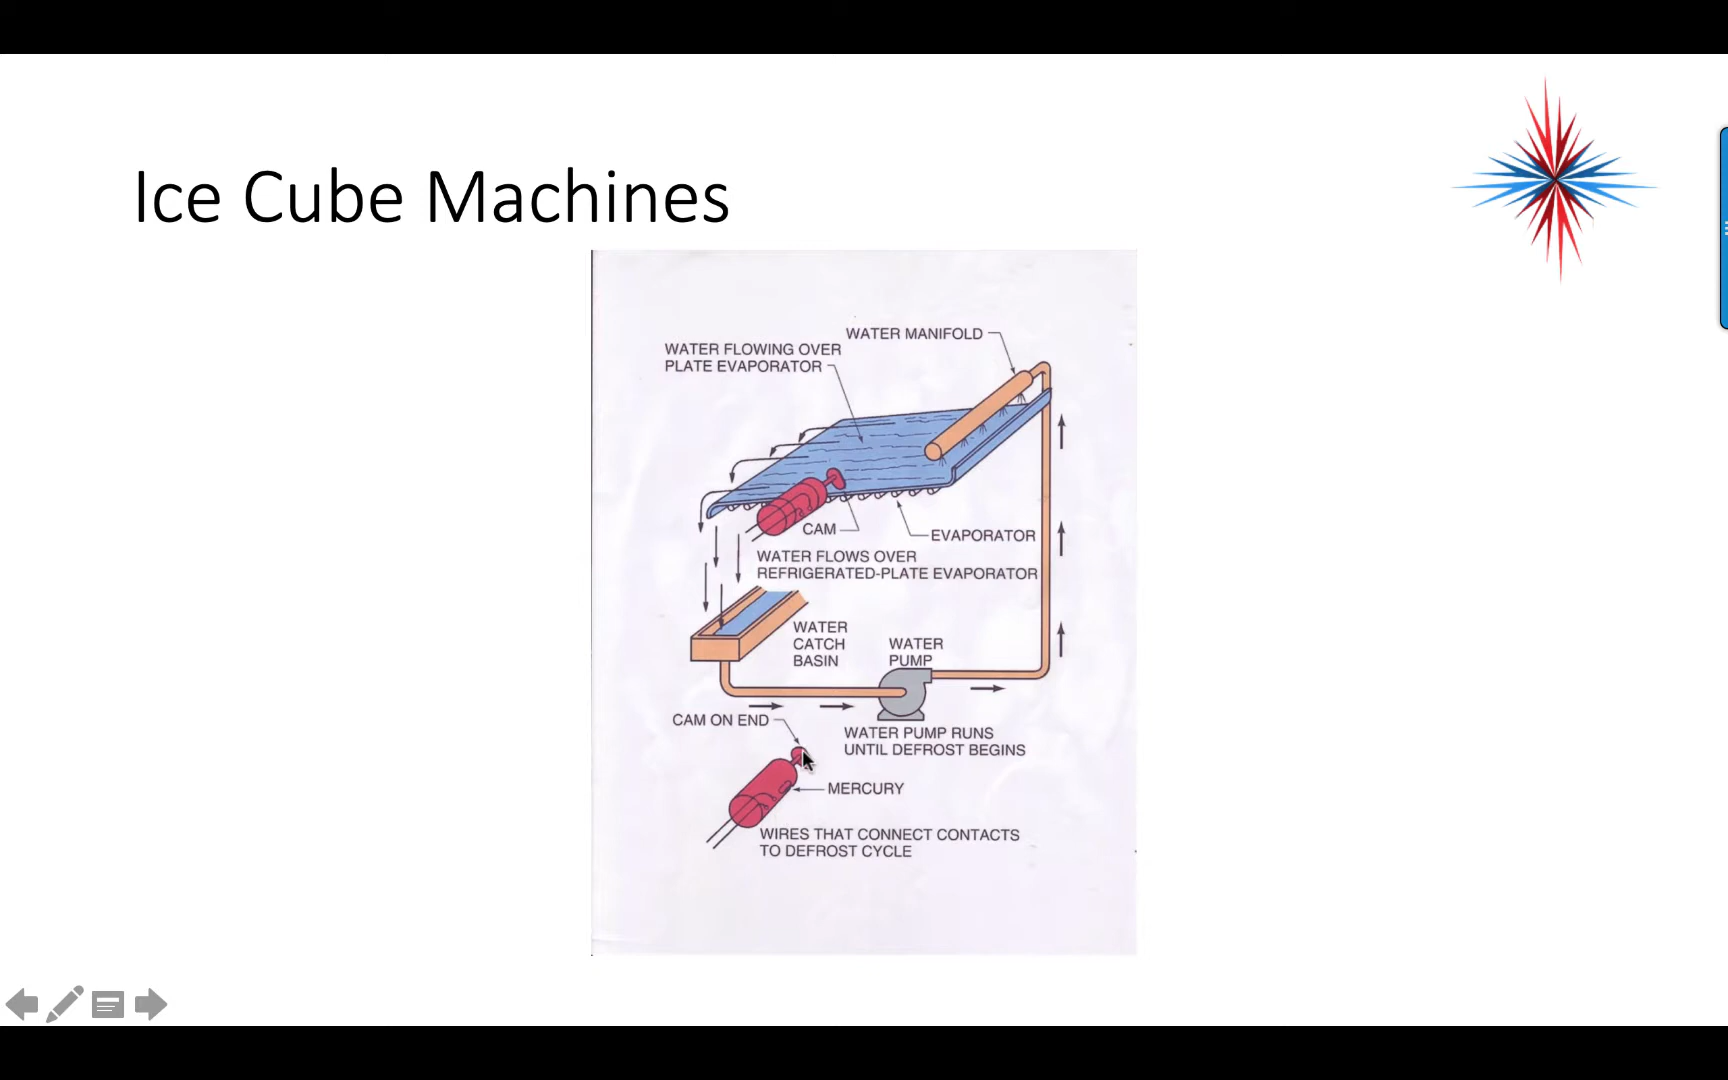 Ice Cube Machines
WATER MANIFOLD
WATER FLOWING OVER
PLATE EVAPORATOR
CAM
EVAPORATOR
WATER FLOWS OVER
REFRIGERATED-PLATE EVAPORATOR
WATER
CATCH
BASIN
WATER
PUMP
CAM ON END
WATER PUMP RUNS
UNTIL DEFROST BEGINS
MERCURY
WIRES THAT CONNECT CONTACTS
TO DEFROST CYCLE